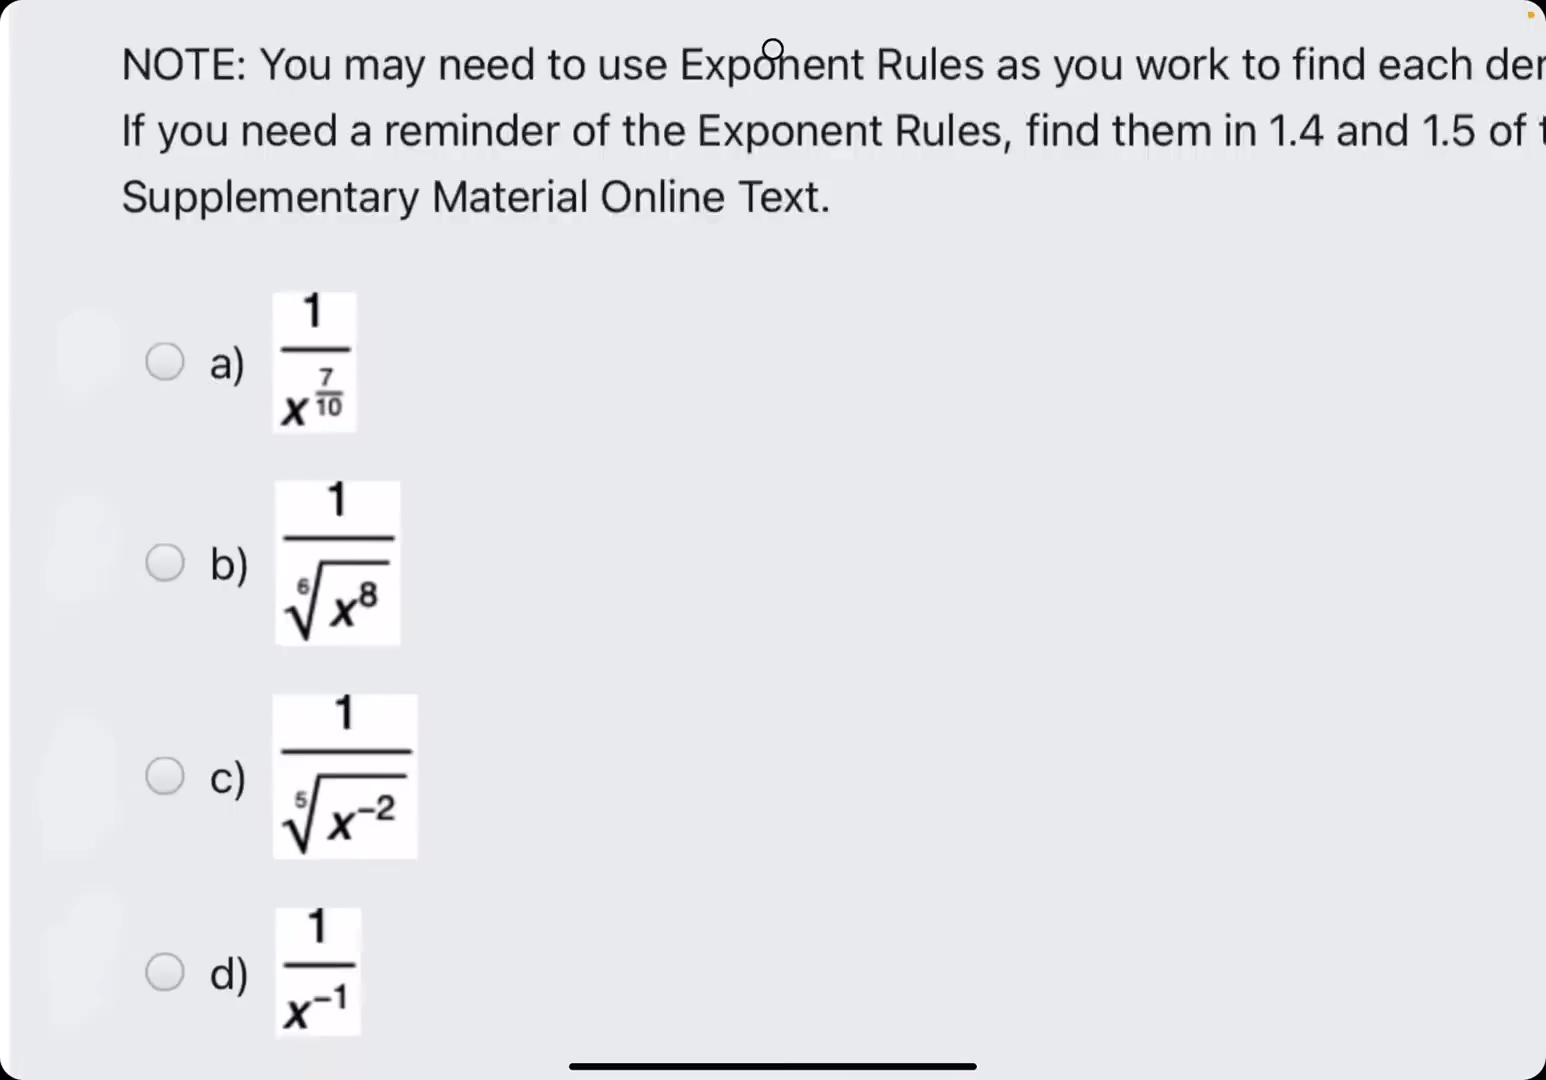 NOTE: You may need to use Exponent Rules as you work to find each der
If you need a reminder of the Exponent Rules, find them in 1.4 and 1.5 of t
Supplementary Material Online Text.
a) 1/x^(7/10)
b) 1/⁶√x⁸
c) 1/⁵√x⁻²
d) 1/x⁻¹